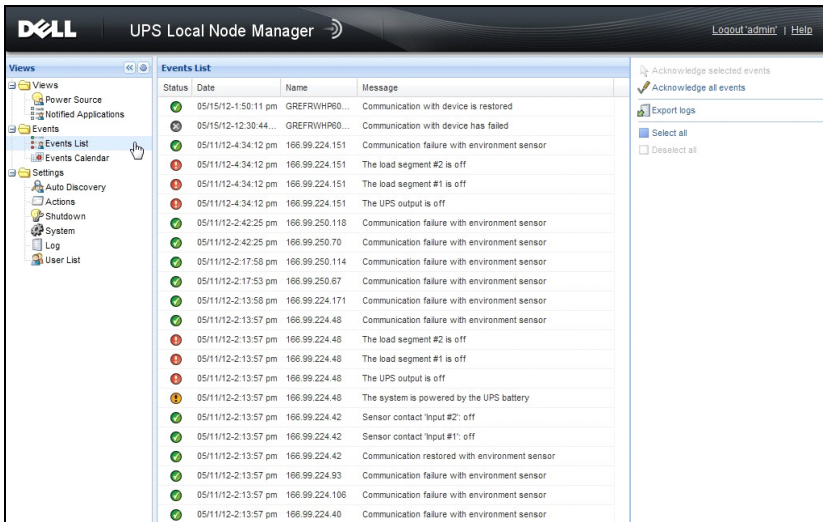 DELL
UPS Local Node Manager
Logout 'admin' | Help
Views
Views
Power Source
Notified Applications
Events
Events List
Events Calendar
Settings
Auto Discovery
Actions
Shutdown
System
Log
User List
Events List
Status Date Name Message
05/15/12-1:50:11 pm GREFRWHP60... Communication with device is restored
05/15/12-12:30:44... GREFRWHP60... Communication with device has failed
05/11/12-4:34:12 pm 166.99.224.151 Communication failure with environment sensor
05/11/12-4:34:12 pm 166.99.224.151 The load segment #2 is off
05/11/12-4:34:12 pm 166.99.224.151 The load segment #1 is off
05/11/12-4:34:12 pm 166.99.224.151 The UPS output is off
05/11/12-2:42:25 pm 166.99.250.118 Communication failure with environment sensor
05/11/12-2:42:25 pm 166.99.250.70 Communication failure with environment sensor
05/11/12-2:17:58 pm 166.99.250.114 Communication failure with environment sensor
05/11/12-2:17:53 pm 166.99.250.67 Communication failure with environment sensor
05/11/12-2:13:58 pm 166.99.224.171 Communication failure with environment sensor
05/11/12-2:13:57 pm 166.99.224.48 Communication failure with environment sensor
05/11/12-2:13:57 pm 166.99.224.48 The load segment #2 is off
05/11/12-2:13:57 pm 166.99.224.48 The load segment #1 is off
05/11/12-2:13:57 pm 166.99.224.48 The UPS output is off
05/11/12-2:13:57 pm 166.99.224.48 The system is powered by the UPS battery
05/11/12-2:13:57 pm 166.99.224.42 Sensor contact 'Input #2': off
05/11/12-2:13:57 pm 166.99.224.42 Sensor contact 'Input #1': off
05/11/12-2:13:57 pm 166.99.224.42 Communication restored with environment sensor
05/11/12-2:13:57 pm 166.99.224.93 Communication failure with environment sensor
05/11/12-2:13:57 pm 166.99.224.106 Communication failure with environment sensor
05/11/12-2:13:57 pm 166.99.224.40 Communication failure with environment sensor
Acknowledge selected events
Acknowledge all events
Export logs
Select all
Deselect all